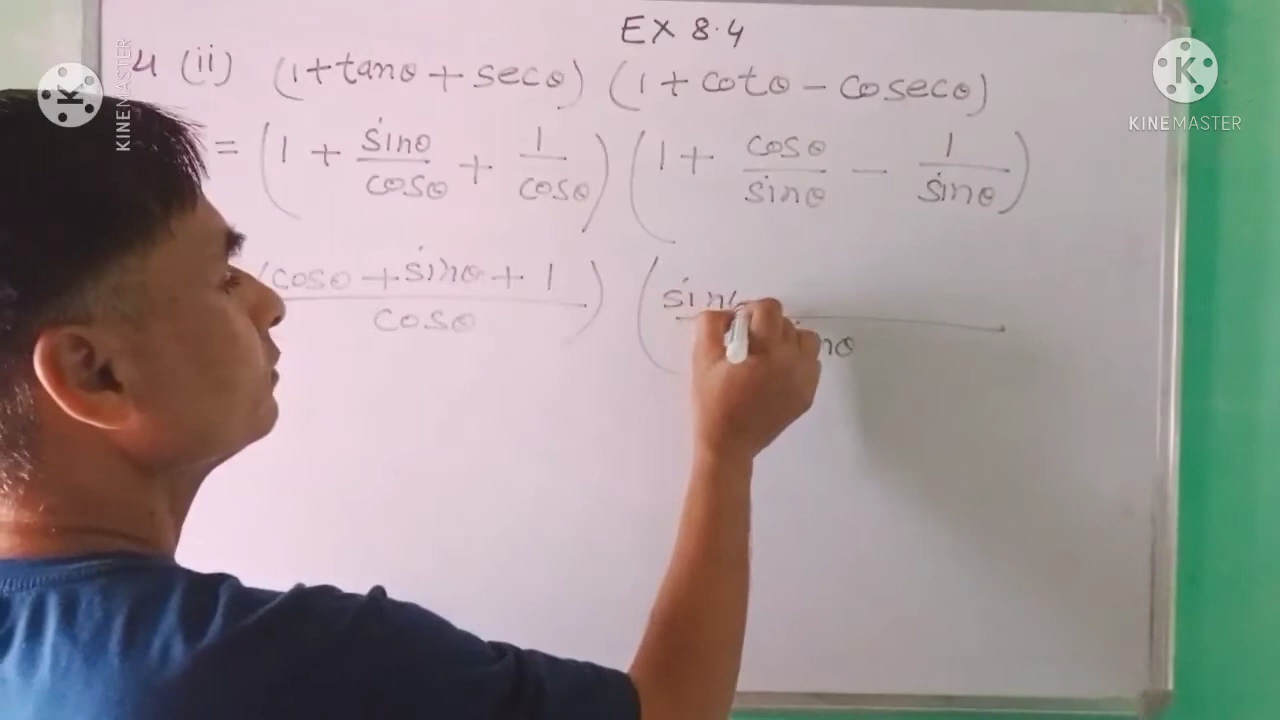 EX 8.4
4 (ii) (1+tanθ + secθ) (1 + cotθ - cosecθ)
= (1 + sinθ/cosθ + 1/cosθ) (1 + cosθ/sinθ - 1/sinθ)
(cosθ + sinθ + 1/cosθ) (sin
KINEMASTER
KINEMASTER